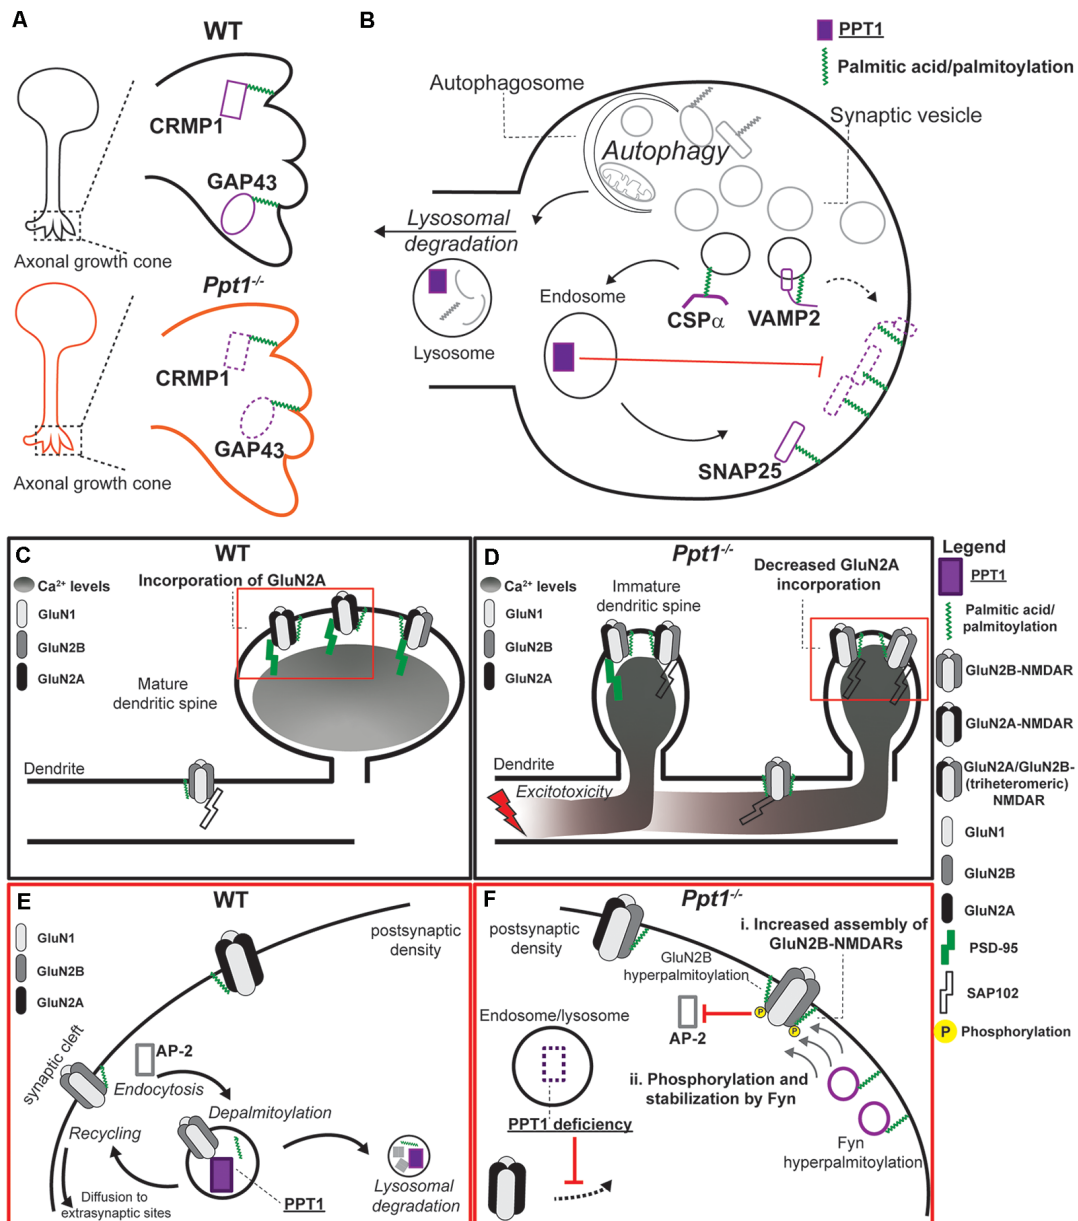 A
WT
CRMP1
GAP43
Axonal growth cone
Ppt1-/-
CRMP1
GAP43
Axonal growth cone
B
PPT1
Palmitic acid/palmitoylation
Autophagosome
Synaptic vesicle
Autophagy
Lysosomal
degradation
Endosome
CSPα
VAMP2
Lysosome
SNAP25
C
WT
Ca2+ levels
GluN1
GluN2B
GluN2A
Incorporation of GluN2A
Mature
dendritic spine
Dendrite
D
Ppt1-/-
Ca2+ levels
GluN1
GluN2B
GluN2A
Immature
dendritic spine
Decreased GluN2A
incorporation
Dendrite
Excitotoxicity
Legend
PPT1
Palmitic acid/
palmitoylation
GluN2B-NMDAR
GluN2A-NMDAR
GluN2A/GluN2B-
(triheteromeric)
NMDAR
GluN1
GluN2B
GluN2A
PSD-95
SAP102
P Phosphorylation
E
WT
GluN1
GluN2B
GluN2A
postsynaptic
density
synaptic cleft
AP-2
Endocytosis
Depalmitoylation
Recycling
Diffusion to
extrasynaptic sites
PPT1
Lysosomal
degradation
F
Ppt1-/-
postsynaptic
density
i. Increased assembly of
GluN2B-NMDARs
GluN2B
hyperpalmitoylation
P
P
AP-2
Endosome/lysosome
ii. Phosphorylation and
stabilization by Fyn
PPT1 deficiency
Fyn
hyperpalmitoylation